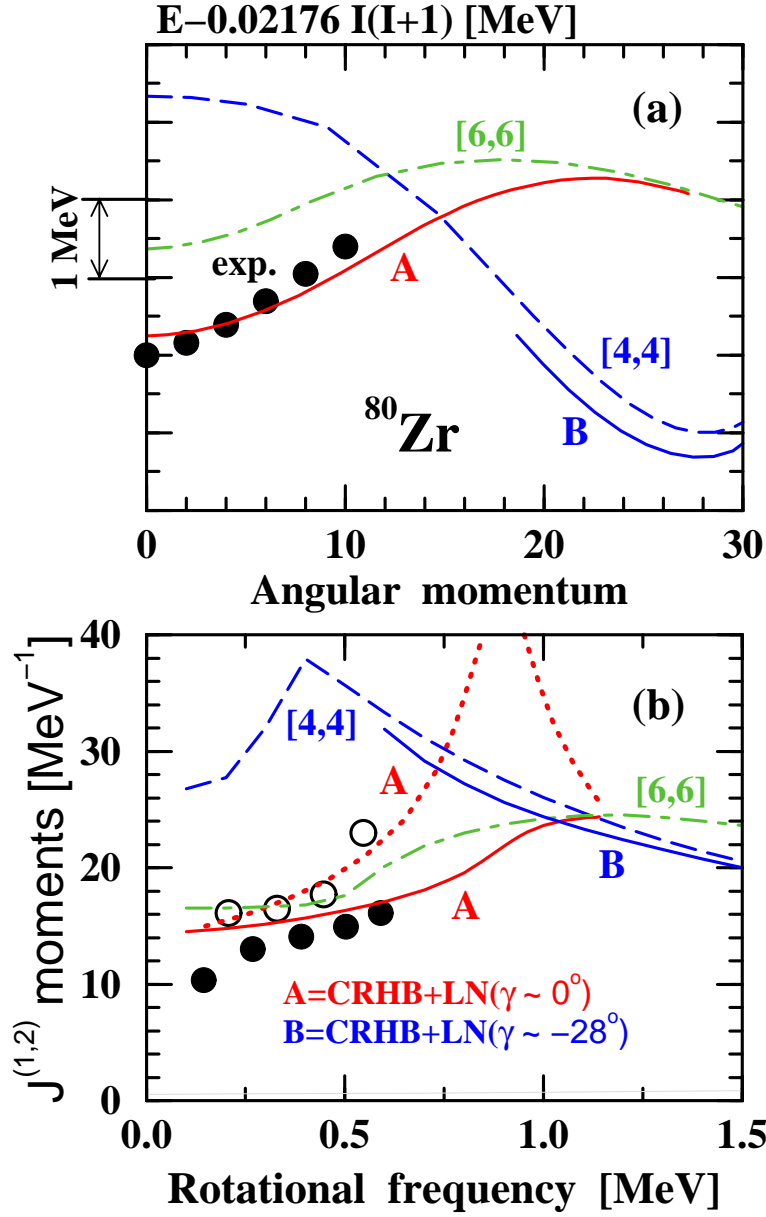 E−0.02176 I(I+1) [MeV]
(a)
[6,6]
1 MeV
exp.
A
[4,4]
B
⁸⁰Zr
0 10 20 30
Angular momentum
40
30
20
10
0
J⁽¹,²⁾ moments [MeV⁻¹]
(b)
[4,4]
A
[6,6]
B
A
A=CRHB+LN(γ ~ 0°)
B=CRHB+LN(γ ~ −28°)
0.0 0.5 1.0 1.5
Rotational frequency [MeV]